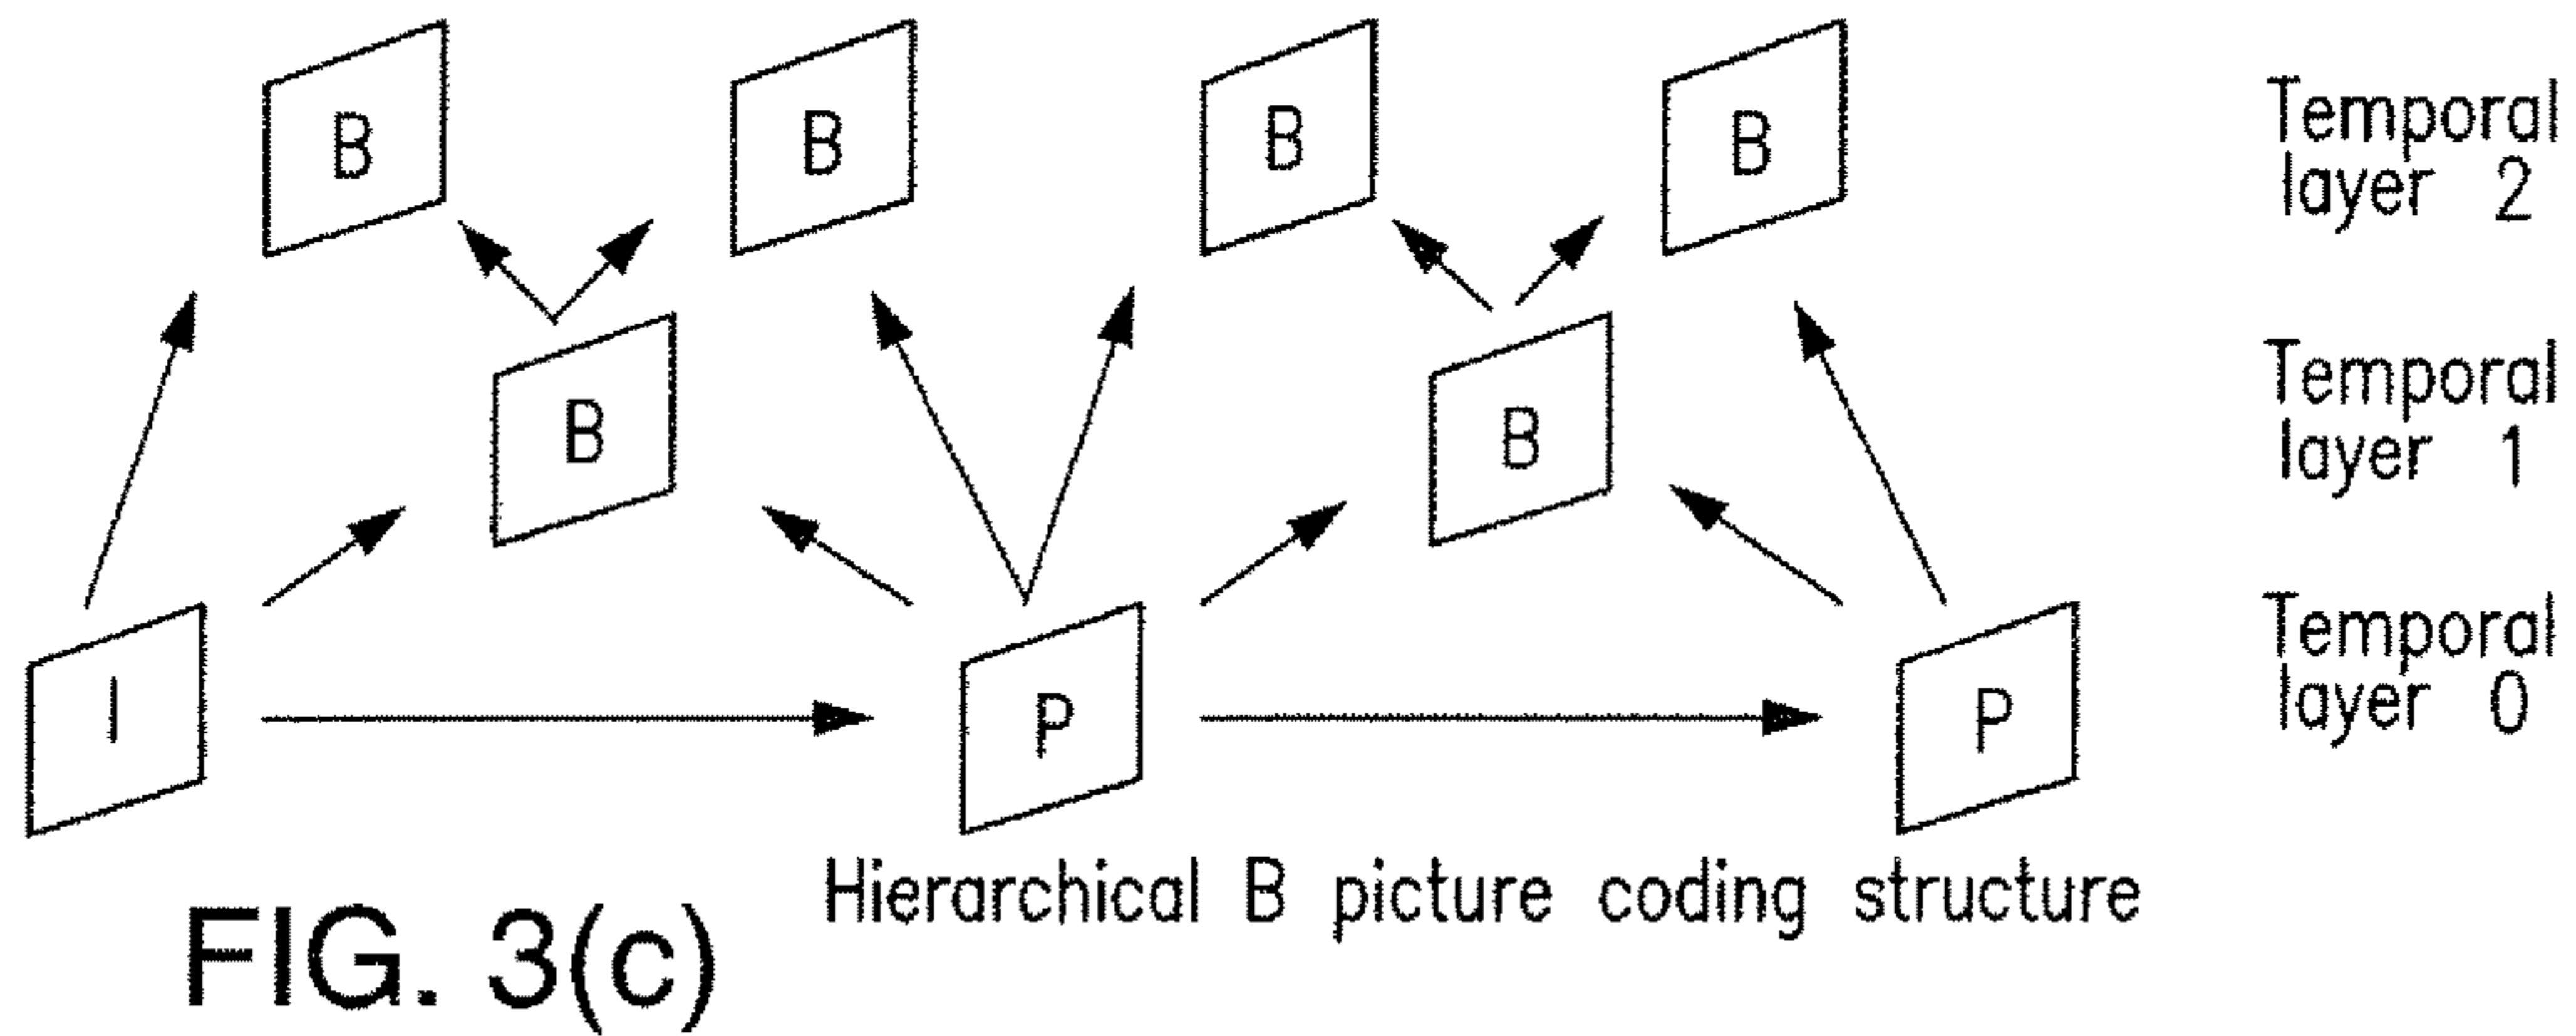 B B B B Temporal
layer 2
B B Temporal
layer 1
I P P Temporal
layer 0
Hierarchical B picture coding structure
FIG. 3(c)